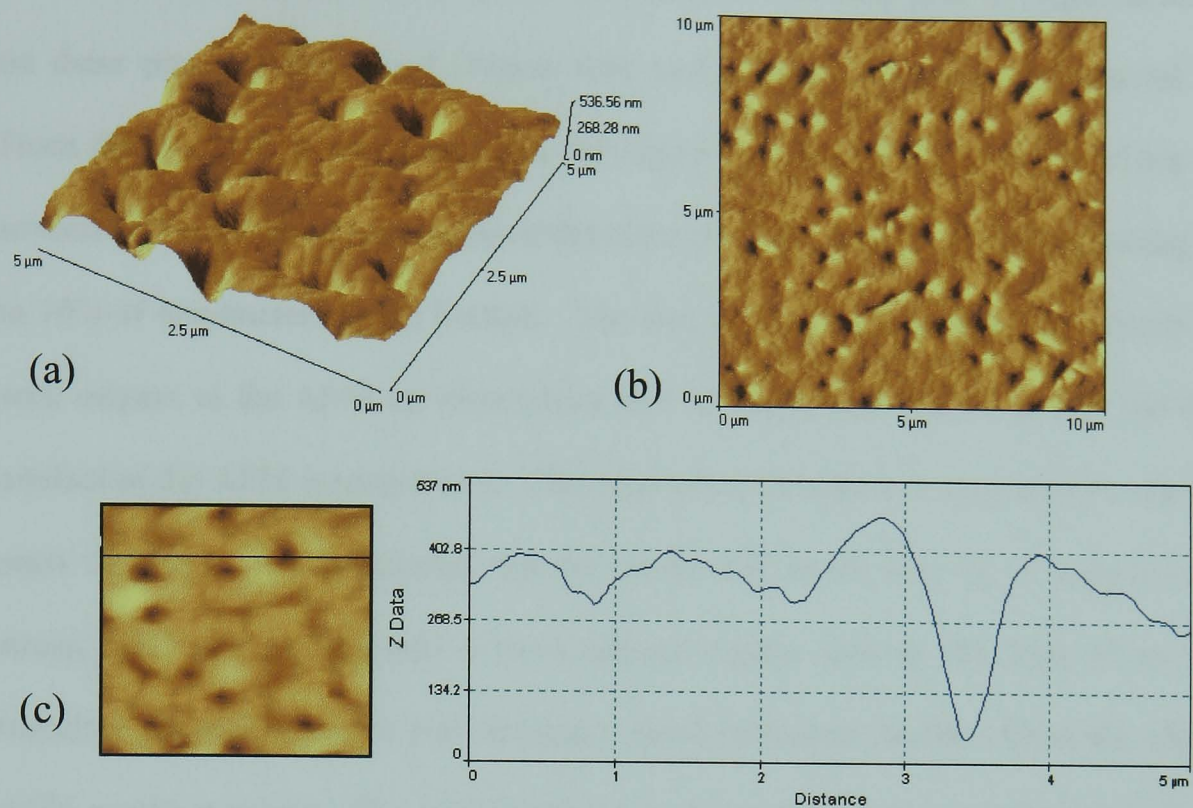 536.56 nm
268.28 nm
0 nm
5 µm
2.5 µm
0 µm
5 µm
2.5 µm
0 µm
(a)
10 µm
5 µm
0 µm
0 µm
5 µm
10 µm
(b)
(c)
537 nm
402.8
268.5
134.2
0
Z Data
0
1
2
3
4
5 µm
Distance